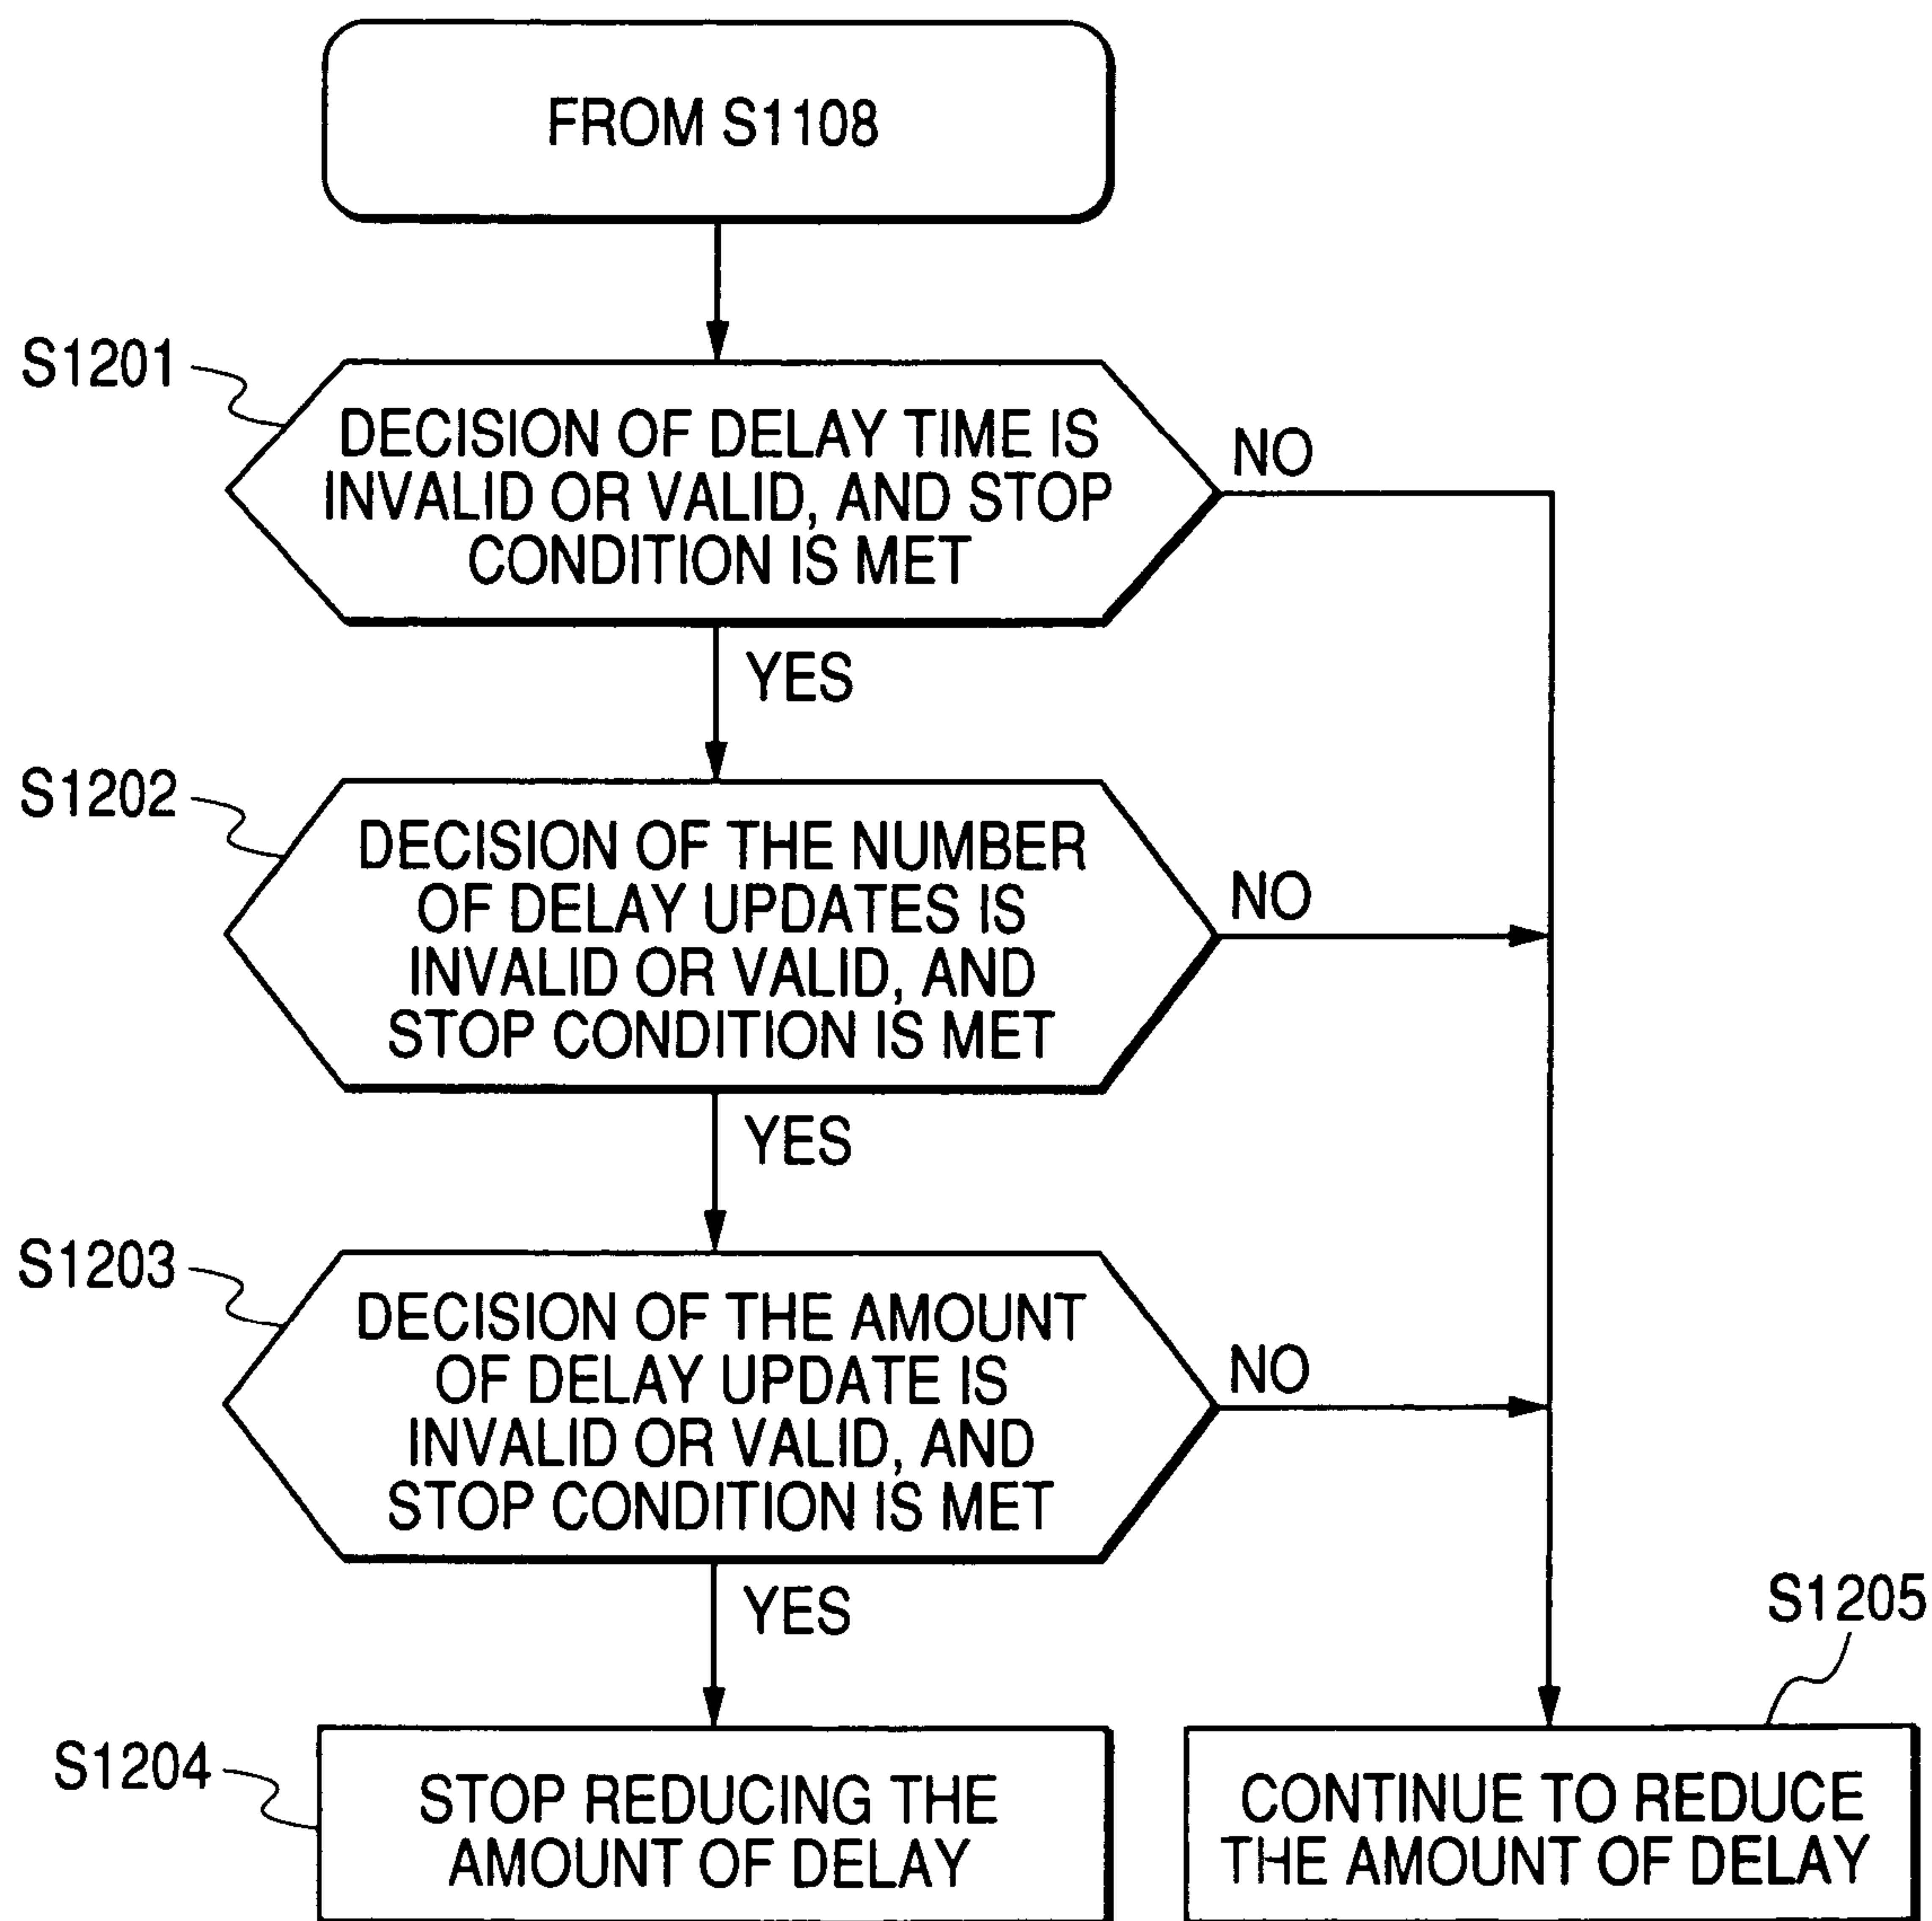 FROM S1108
S1201
DECISION OF DELAY TIME IS
INVALID OR VALID, AND STOP
CONDITION IS MET
NO
YES
S1202
DECISION OF THE NUMBER
OF DELAY UPDATES IS
INVALID OR VALID, AND
STOP CONDITION IS MET
NO
YES
S1203
DECISION OF THE AMOUNT
OF DELAY UPDATE IS
INVALID OR VALID, AND
STOP CONDITION IS MET
NO
YES
S1204
STOP REDUCING THE
AMOUNT OF DELAY
S1205
CONTINUE TO REDUCE
THE AMOUNT OF DELAY